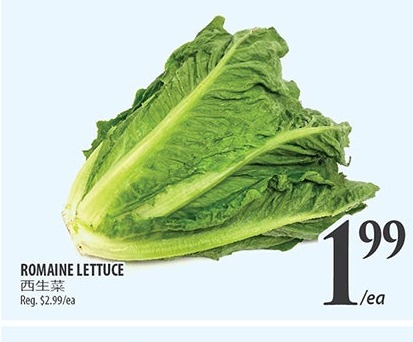 ROMAINE LETTUCE
西生菜
Reg. $2.99/ea
1.99
/ea